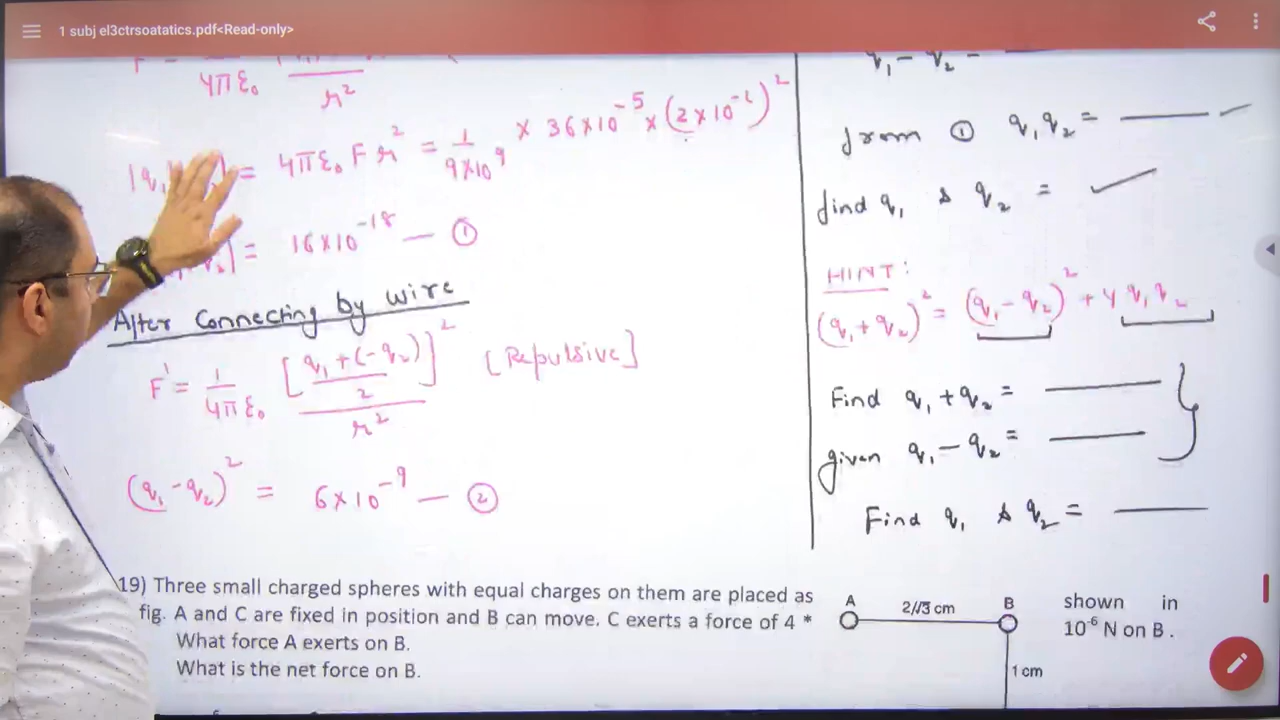 1 subj el3ctrsoatatics.pdf<Read-only>
4πε₀ r²
= 4πε₀ F r² = 1/9×10⁹ × 36×10⁻⁵ × (2×10⁻²)²
= 16×10⁻¹⁸ — ①
After Connecting by wire
F' = 1/4πε₀ [q₁+(-q₂)/2]²/r² [Repulsive]
(q₁-q₂)² = 6×10⁻⁹ — ②
q₁ - q₂ =
from ① q₁q₂ = ——— ✓
find q₁ & q₂ = ✓
HINT:
(q₁+q₂)² = (q₁-q₂)² + 4q₁q₂
Find q₁+q₂ = ———
given q₁-q₂ = ———
Find q₁ & q₂ = ———
19) Three small charged spheres with equal charges on them are placed as shown in
fig. A and C are fixed in position and B can move. C exerts a force of 4 * 10⁻⁶ N on B .
What force A exerts on B.
What is the net force on B.
A 2/√3 cm B
1 cm